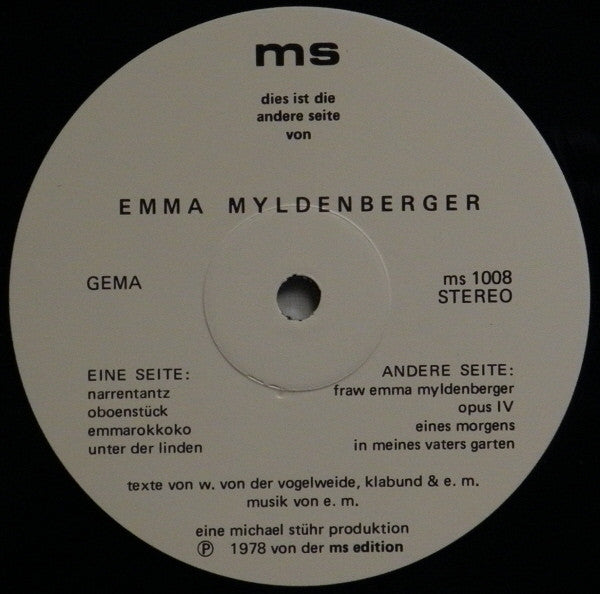 ms
dies ist die
andere seite
von
EMMA MYLDENBERGER
GEMA
ms 1008
STEREO
EINE SEITE:
narrentantz
oboenstück
emmarokkoko
unter der linden
ANDERE SEITE:
fraw emma myldenberger
opus IV
eines morgens
in meines vaters garten
texte von w. von der vogelweide, klabund & e. m.
musik von e. m.
eine michael stühr produktion
Ⓟ 1978 von der ms edition